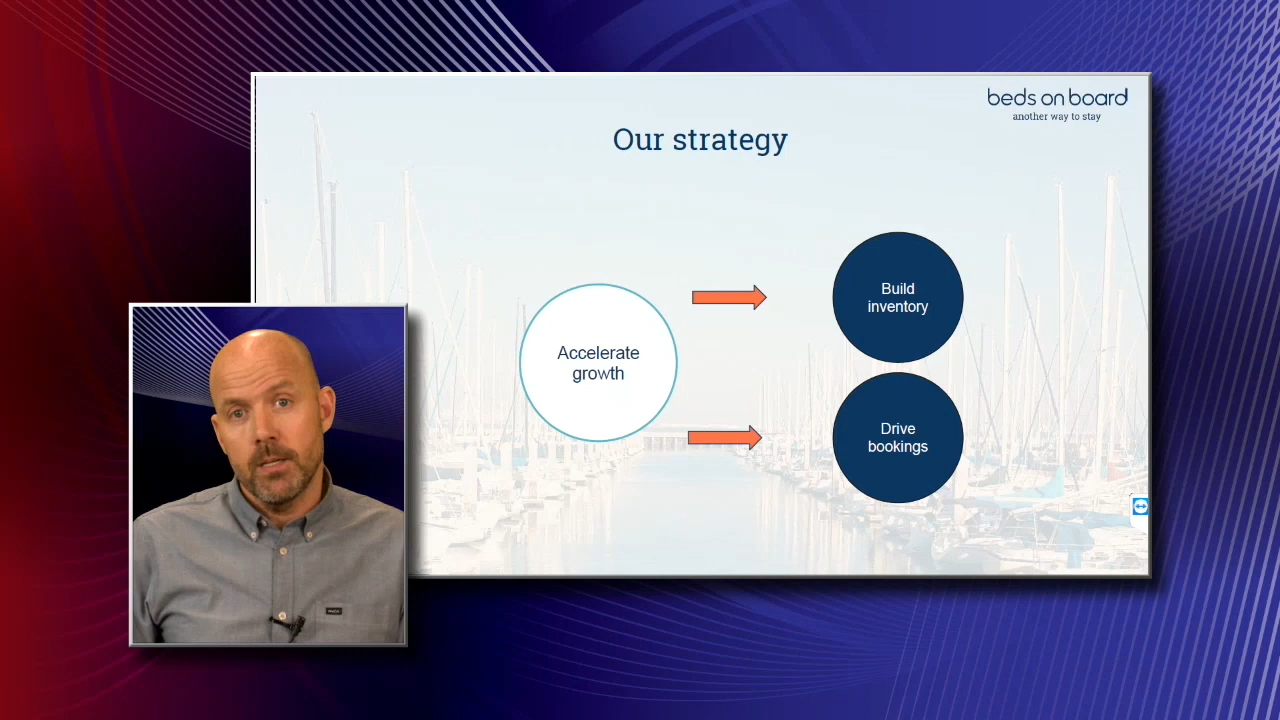 beds on board
another way to stay
Our strategy
Accelerate
growth
Build
inventory
Drive
bookings